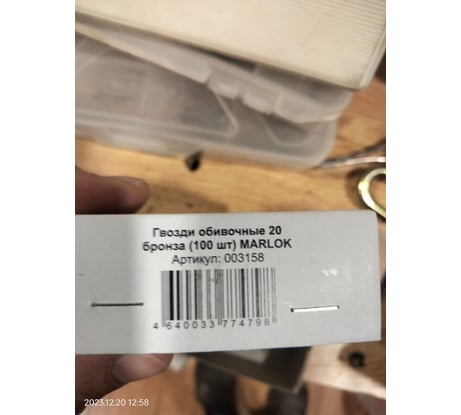 Гвозди обивочные 20
бронза (100 шт) MARLOK
Артикул: 003158
4 640033 774798
2023.12.20 12:58